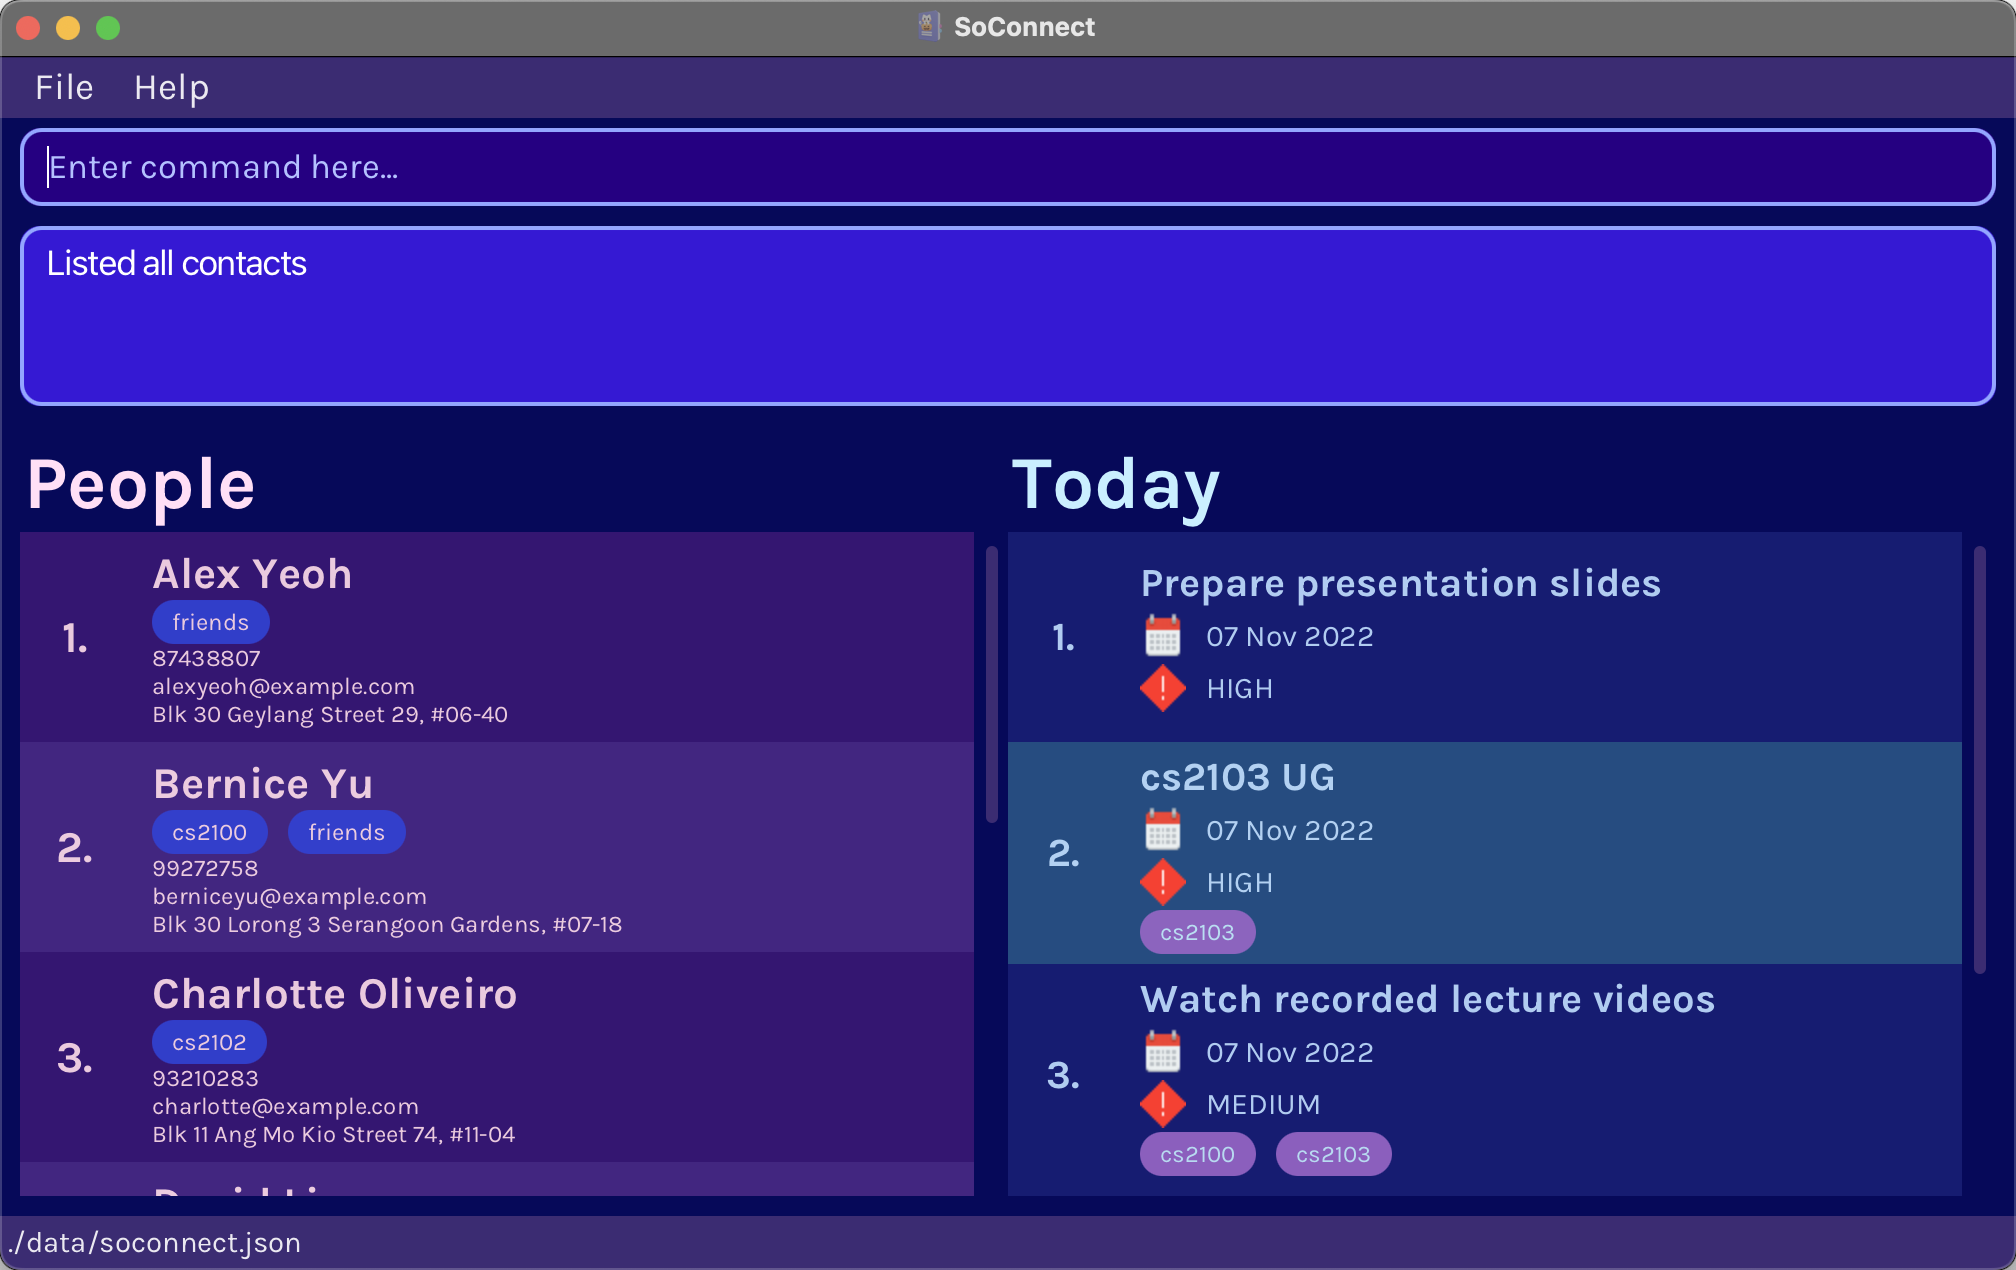 SoConnect
File Help
Enter command here...
Listed all contacts
People
1.
Alex Yeoh
friends
87438807
alexyeoh@example.com
Blk 30 Geylang Street 29, #06-40
2.
Bernice Yu
cs2100 friends
99272758
berniceyu@example.com
Blk 30 Lorong 3 Serangoon Gardens, #07-18
3.
Charlotte Oliveiro
cs2102
93210283
charlotte@example.com
Blk 11 Ang Mo Kio Street 74, #11-04
Today
1.
Prepare presentation slides
07 Nov 2022
HIGH
2.
cs2103 UG
07 Nov 2022
HIGH
cs2103
3.
Watch recorded lecture videos
07 Nov 2022
MEDIUM
cs2100 cs2103
./data/soconnect.json